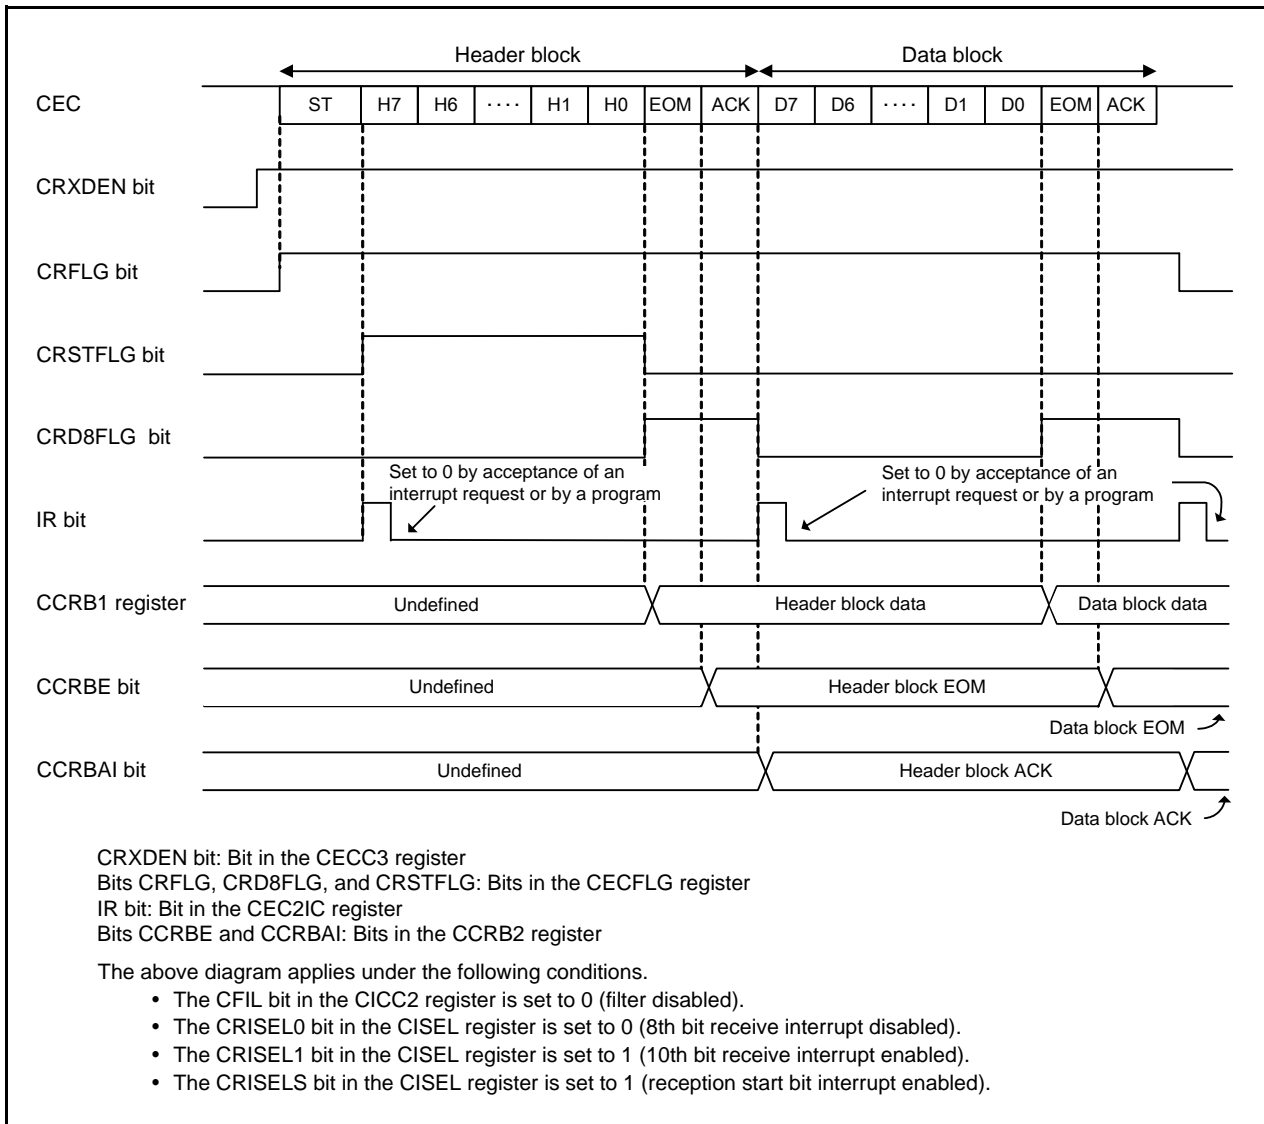 Header block Data block
CEC ST H7 H6 ···· H1 H0 EOM ACK D7 D6 ···· D1 D0 EOM ACK
CRXDEN bit
CRFLG bit
CRSTFLG bit
CRD8FLG bit
Set to 0 by acceptance of an
interrupt request or by a program
Set to 0 by acceptance of an
interrupt request or by a program
IR bit
CCRB1 register Undefined Header block data Data block data
CCRBE bit Undefined Header block EOM
Data block EOM
CCRBAI bit Undefined Header block ACK
Data block ACK
CRXDEN bit: Bit in the CECC3 register
Bits CRFLG, CRD8FLG, and CRSTFLG: Bits in the CECFLG register
IR bit: Bit in the CEC2IC register
Bits CCRBE and CCRBAI: Bits in the CCRB2 register
The above diagram applies under the following conditions.
• The CFIL bit in the CICC2 register is set to 0 (filter disabled).
• The CRISEL0 bit in the CISEL register is set to 0 (8th bit receive interrupt disabled).
• The CRISEL1 bit in the CISEL register is set to 1 (10th bit receive interrupt enabled).
• The CRISELS bit in the CISEL register is set to 1 (reception start bit interrupt enabled).